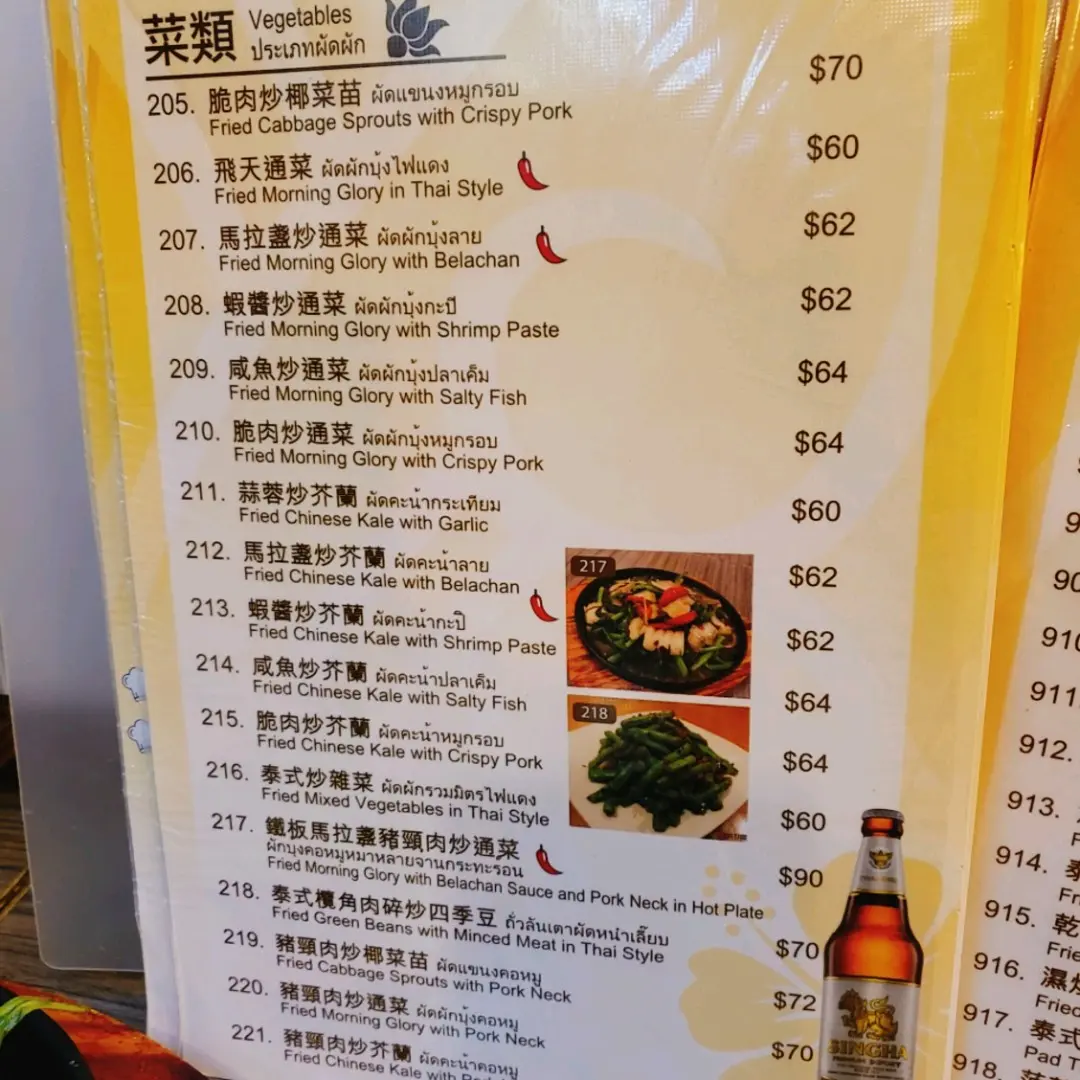 菜類 Vegetables
ประเภทผัดผัก
205. 脆肉炒椰菜苗 ผัดแขนงหมูกรอบ $70
Fried Cabbage Sprouts with Crispy Pork
206. 飛天通菜 ผัดผักบุ้งไฟแดง $60
Fried Morning Glory in Thai Style
207. 馬拉盞炒通菜 ผัดผักบุ้งลาย $62
Fried Morning Glory with Belachan
208. 蝦醬炒通菜 ผัดผักบุ้งกะปี $62
Fried Morning Glory with Shrimp Paste
209. 咸魚炒通菜 ผัดผักบุ้งปลาเค็ม $64
Fried Morning Glory with Salty Fish
210. 脆肉炒通菜 ผัดผักบุ้งหมูกรอบ $64
Fried Morning Glory with Crispy Pork
211. 蒜蓉炒芥蘭 ผัดคะน้ากระเทียม $60
Fried Chinese Kale with Garlic
212. 馬拉盞炒芥蘭 ผัดคะน้าลาย $62
Fried Chinese Kale with Belachan
213. 蝦醬炒芥蘭 ผัดคะน้ากะปิ $62
Fried Chinese Kale with Shrimp Paste
214. 咸魚炒芥蘭 ผัดคะน้าปลาเค็ม $64
Fried Chinese Kale with Salty Fish
215. 脆肉炒芥蘭 ผัดคะน้าหมูกรอบ $64
Fried Chinese Kale with Crispy Pork
216. 泰式炒雜菜 ผัดผักรวมมิตรไฟแดง $60
Fried Mixed Vegetables in Thai Style
217. 鐵板馬拉盞豬頸肉炒通菜 $90
ผักบุงคอหมูหมาหลายจานกระทะรอน
Fried Morning Glory with Belachan Sauce and Pork Neck in Hot Plate
218. 泰式欖角肉碎炒四季豆 ถั่วลันเตาผัดหนำเลี๊ยบ $70
Fried Green Beans with Minced Meat in Thai Style
219. 豬頸肉炒椰菜苗 ผัดแขนงคอหมู $72
Fried Cabbage Sprouts with Pork Neck
220. 豬頸肉炒通菜 ผัดผักบุ้งคอหมู $70
Fried Morning Glory with Pork Neck
221. 豬頸肉炒芥蘭 ผัดคะน้าคอหมู
Fried Chinese Kale with
217
218
SINGHA
910
911.
912.
913.
914. 泰
915. 乾
Frie
916. 濕炒
Fried
917. 泰式
Pad T
918.